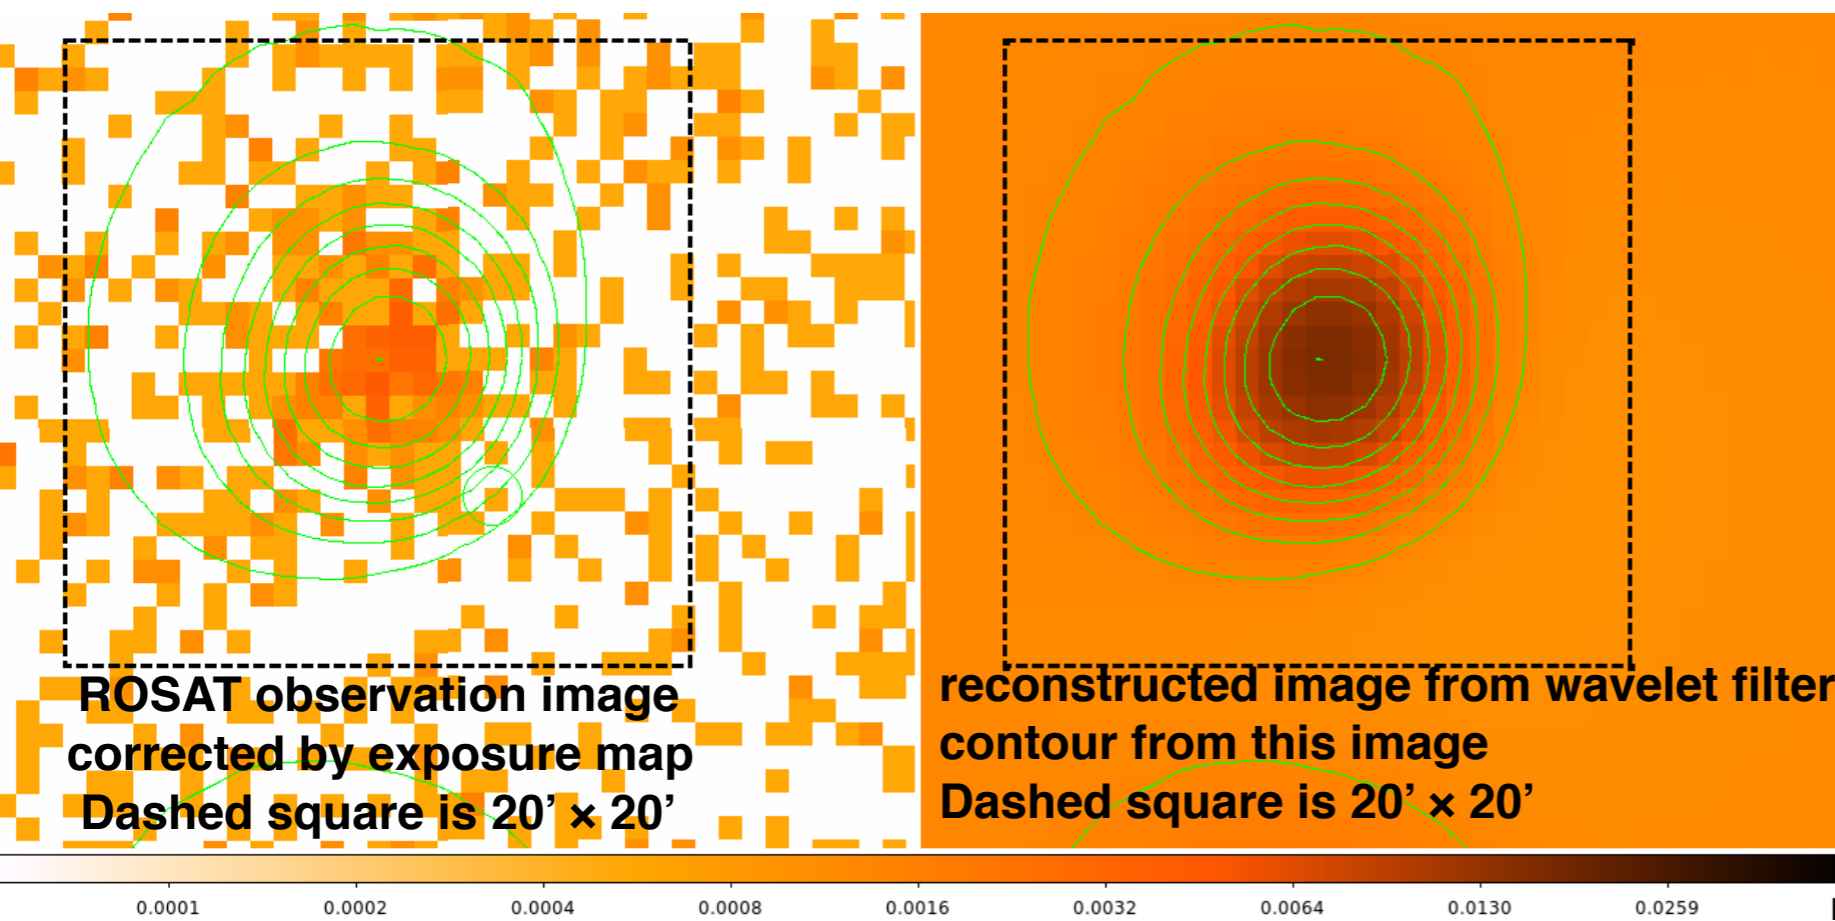 ROSAT observation image
corrected by exposure map
Dashed square is 20’ × 20’
reconstructed image from wavelet filter
contour from this image
Dashed square is 20’ × 20’
0.0001 0.0002 0.0004 0.0008 0.0016 0.0032 0.0064 0.0130 0.0259